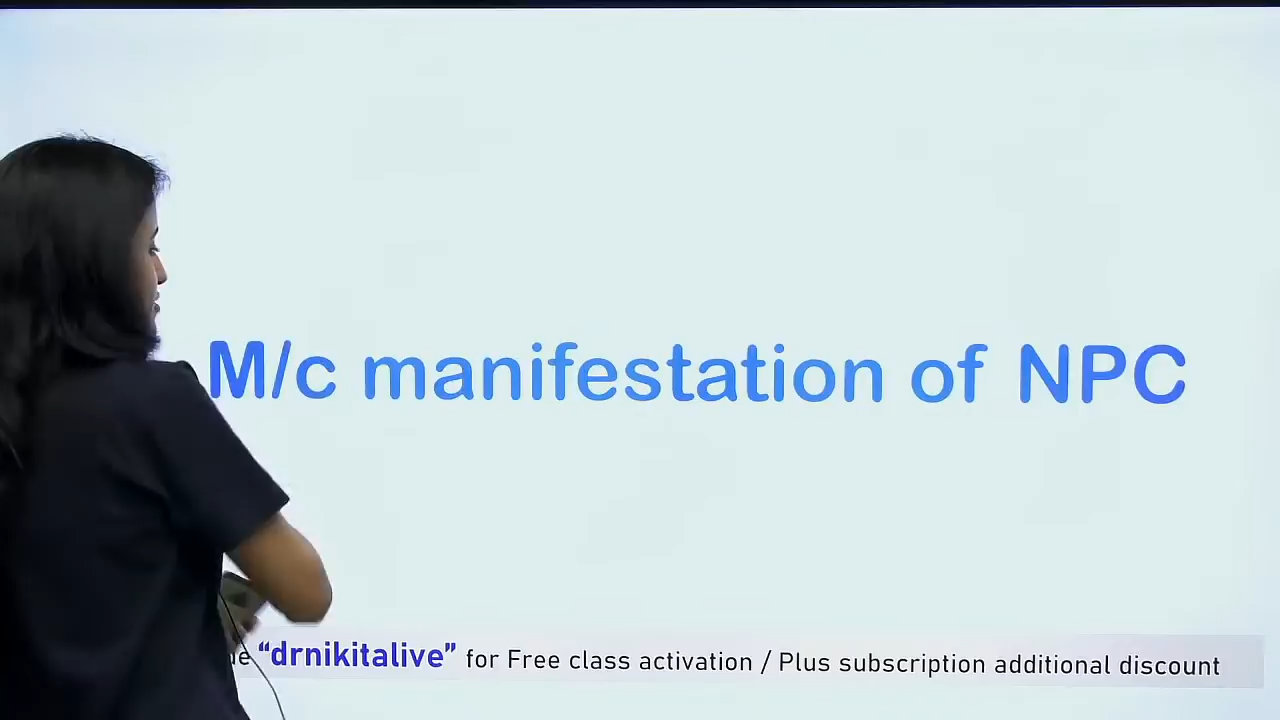 M/c manifestation of NPC
“drnikitalive” for Free class activation / Plus subscription additional discount